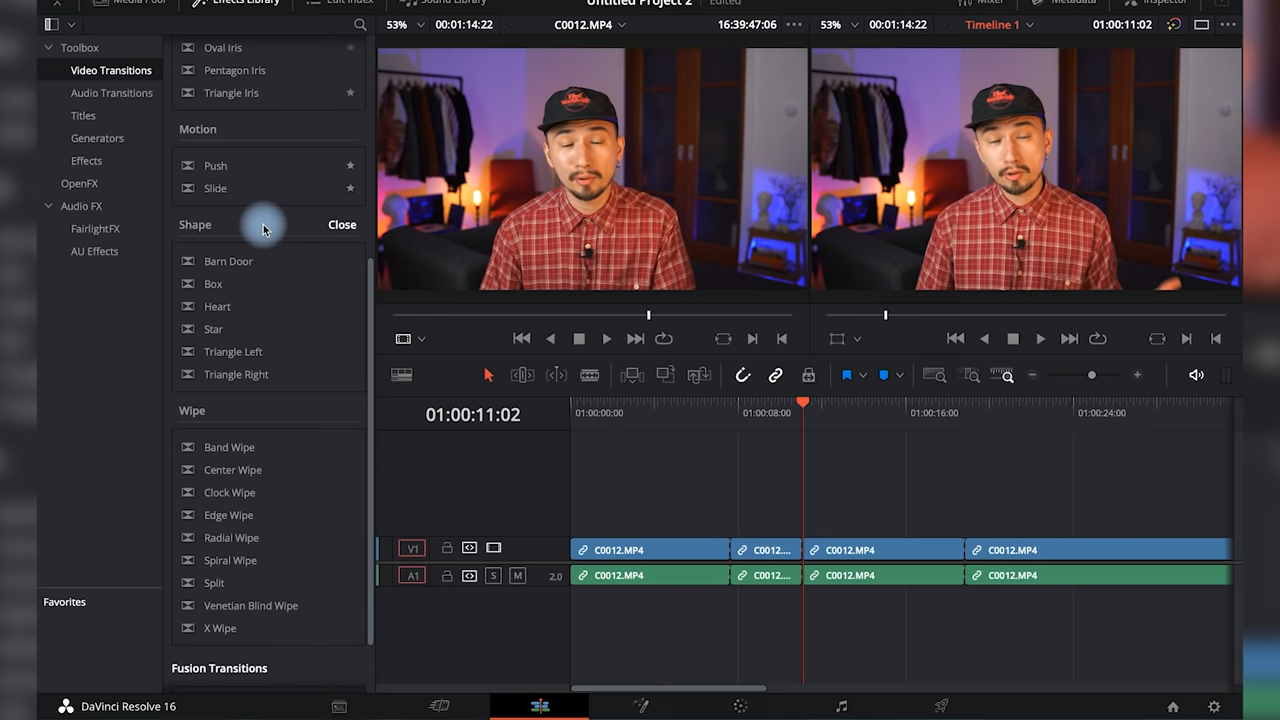 Media Pool Effects Library Edit Index Sound Library Untitled Project 2 Edited Mixer Metadata Inspector
53% 00:01:14:22 C0012.MP4 16:39:47:06 53% 00:01:14:22 Timeline 1 01:00:11:02
Toolbox
Video Transitions
Audio Transitions
Titles
Generators
Effects
OpenFX
Audio FX
FairlightFX
AU Effects
Favorites
Oval Iris
Pentagon Iris
Triangle Iris
Motion
Push
Slide
Shape Close
Barn Door
Box
Heart
Star
Triangle Left
Triangle Right
Wipe
Band Wipe
Center Wipe
Clock Wipe
Edge Wipe
Radial Wipe
Spiral Wipe
Split
Venetian Blind Wipe
X Wipe
Fusion Transitions
01:00:11:02
01:00:00:00 01:00:08:00 01:00:16:00 01:00:24:00
V1 C0012.MP4 C0012.... C0012.MP4 C0012.MP4
A1 S M 2.0 C0012.MP4 C0012.... C0012.MP4 C0012.MP4
DaVinci Resolve 16